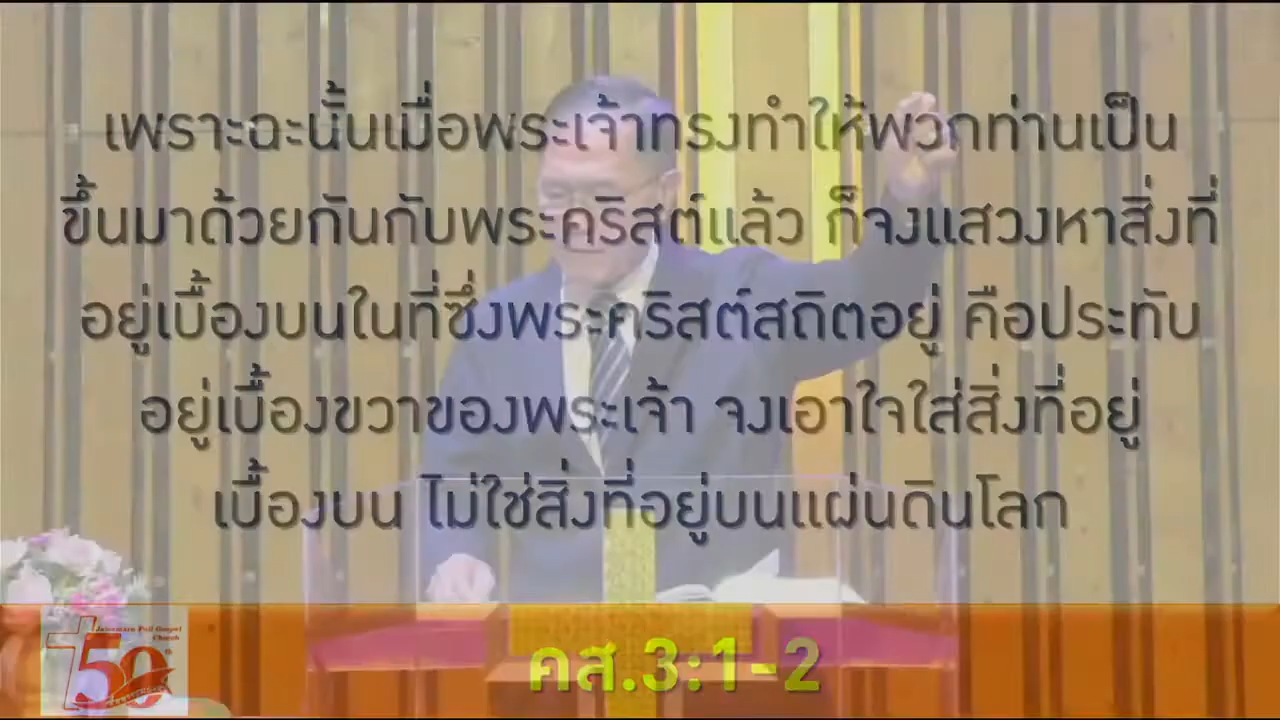 เพราะฉะนั้นเมื่อพระเจ้าทรงทำให้พวกท่านเป็น
ขึ้นมาด้วยกันกับพระคริสต์แล้ว ก็จงแสวงหาสิ่งที่
อยู่เบื้องบนในที่ซึ่งพระคริสต์สถิตอยู่ คือประทับ
อยู่เบื้องขวาของพระเจ้า จงเอาใจใส่สิ่งที่อยู่
เบื้องบน ไม่ใช่สิ่งที่อยู่บนแผ่นดินโลก
Full Gospel
Church
50th
คส.3:1-2